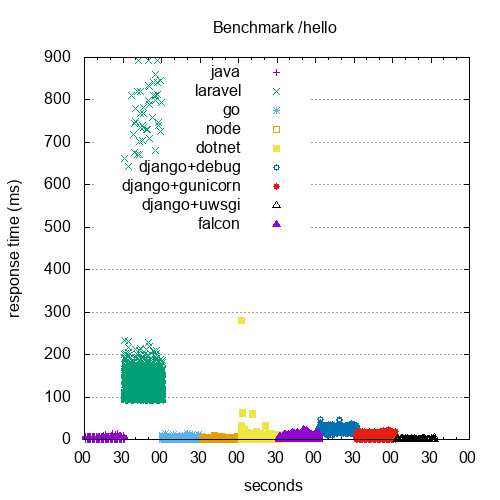 Benchmark /hello
900
800
700
600
500
400
300
200
100
0
response time (ms)
java
laravel
go
node
dotnet
django+debug
django+gunicorn
django+uwsgi
falcon
00 30 00 30 00 30 00 30 00 30 00
seconds